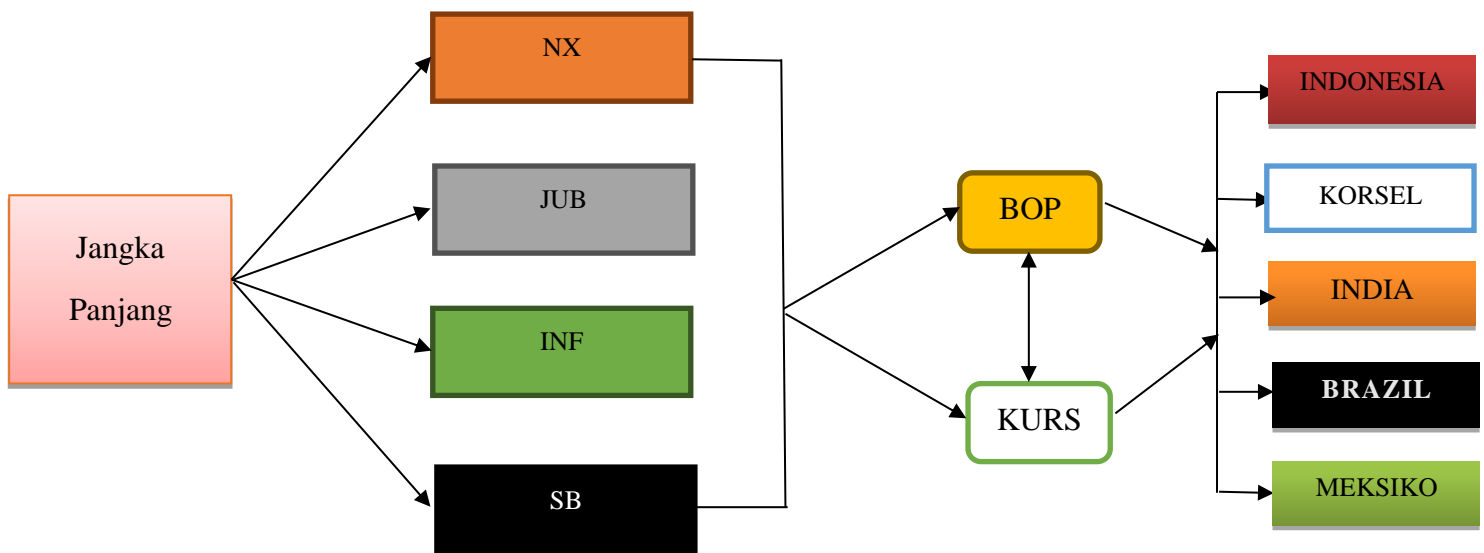 Jangka
Panjang
NX
JUB
INF
SB
BOP
KURS
INDONESIA
KORSEL
INDIA
BRAZIL
MEKSIKO